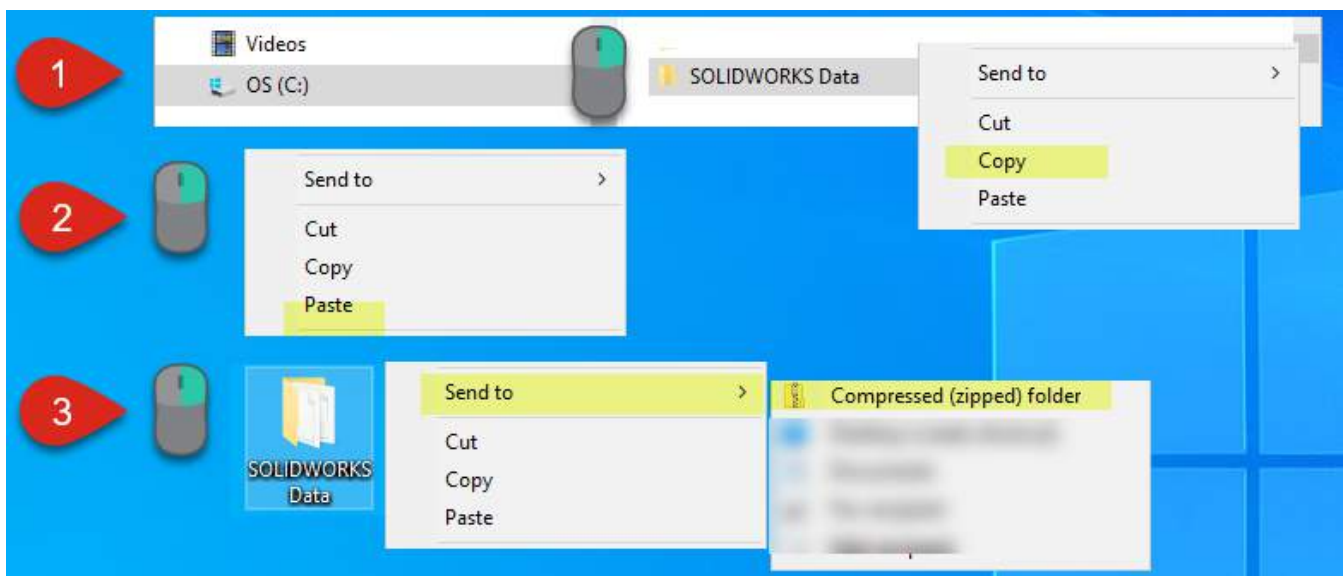 1
Videos
OS (C:)
SOLIDWORKS Data
Send to
Cut
Copy
Paste
2
Send to
Cut
Copy
Paste
3
SOLIDWORKS
Data
Send to
Cut
Copy
Paste
Compressed (zipped) folder